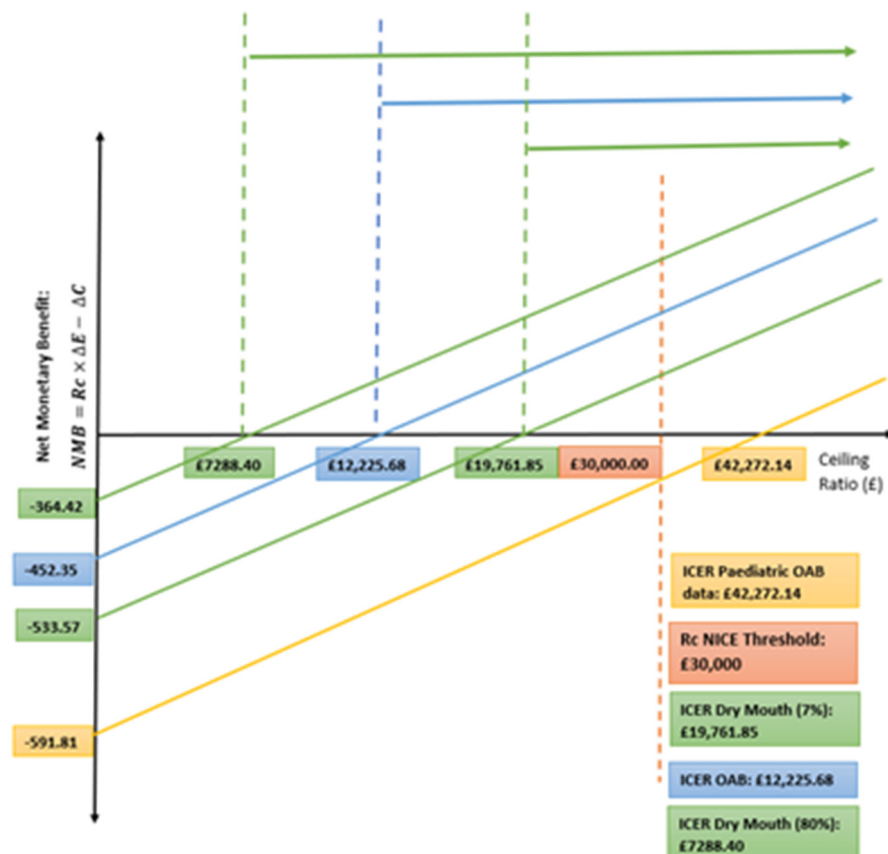 Net Monetary Benefit:
NMB = Rc × ΔE − ΔC
£7288.40
£12,225.68
£19,761.85
£30,000.00
£42,272.14
Ceiling
Ratio (£)
-364.42
-452.35
-533.57
-591.81
ICER Paediatric OAB
data: £42,272.14
Rc NICE Threshold:
£30,000
ICER Dry Mouth (7%):
£19,761.85
ICER OAB: £12,225.68
ICER Dry Mouth (80%):
£7288.40